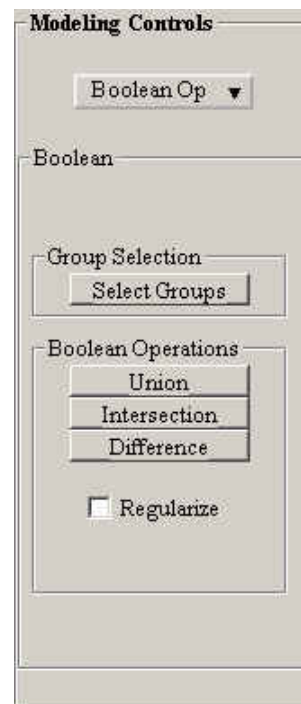 Modeling Controls
Boolean Op
Boolean
Group Selection
Select Groups
Boolean Operations
Union
Intersection
Difference
Regularize